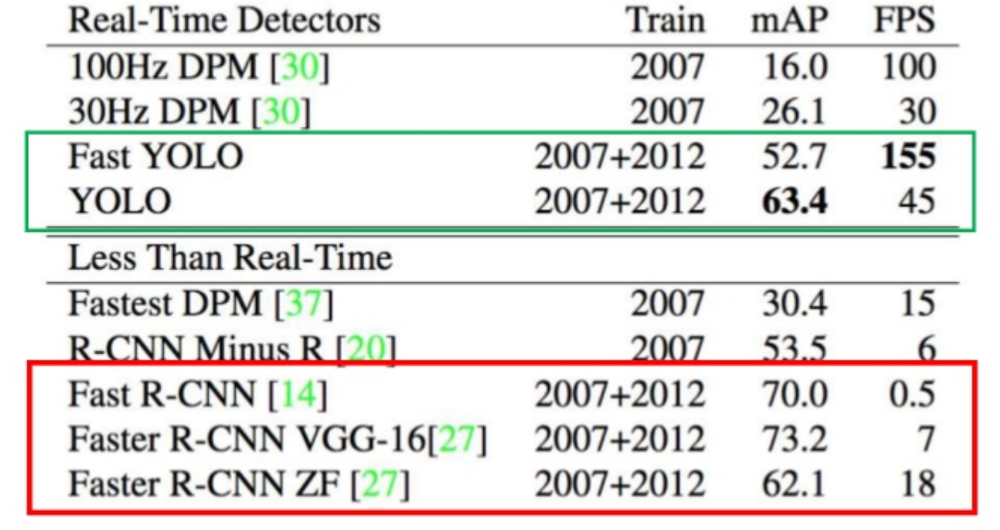 Real-Time Detectors Train mAP FPS
100Hz DPM [30] 2007 16.0 100
30Hz DPM [30] 2007 26.1 30
Fast YOLO 2007+2012 52.7 155
YOLO 2007+2012 63.4 45
Less Than Real-Time
Fastest DPM [37] 2007 30.4 15
R-CNN Minus R [20] 2007 53.5 6
Fast R-CNN [14] 2007+2012 70.0 0.5
Faster R-CNN VGG-16[27] 2007+2012 73.2 7
Faster R-CNN ZF [27] 2007+2012 62.1 18